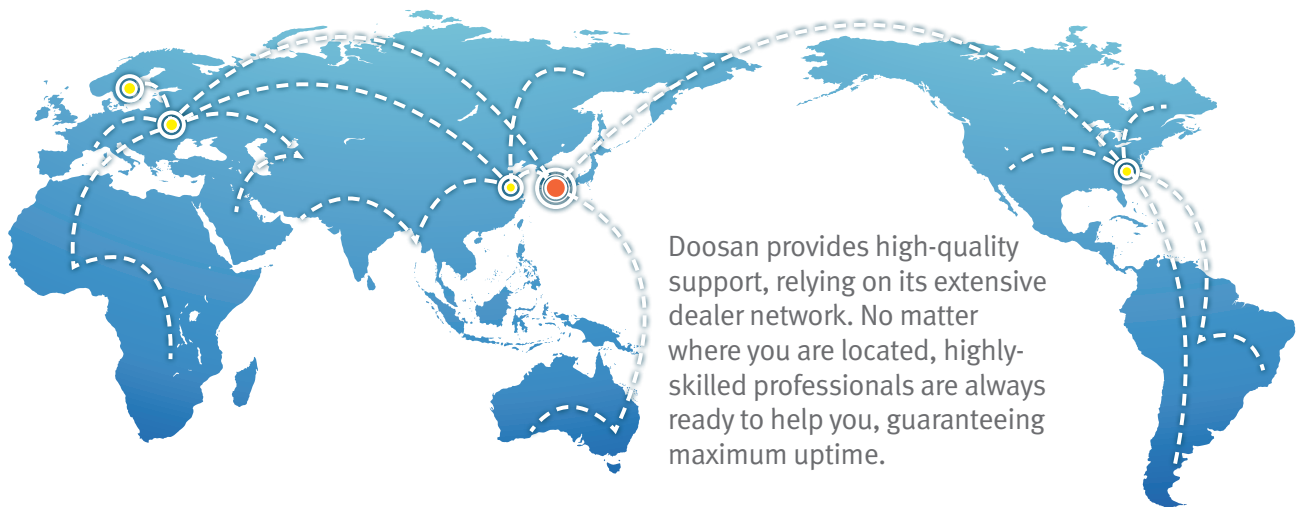 Doosan provides high-quality
support, relying on its extensive
dealer network. No matter
where you are located, highly-
skilled professionals are always
ready to help you, guaranteeing
maximum uptime.